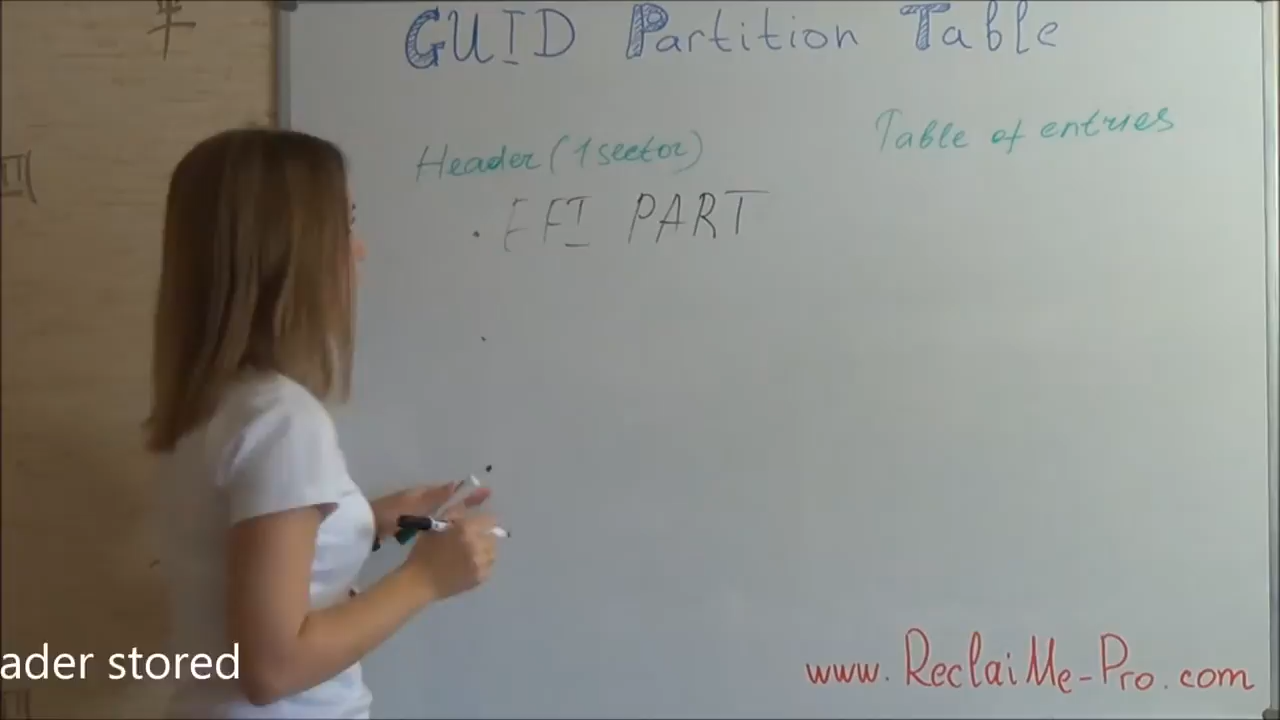 GUID Partition Table
Header (1 sector)
Table of entries
· EFI PART
ader stored
www.ReclaiMe-Pro.com